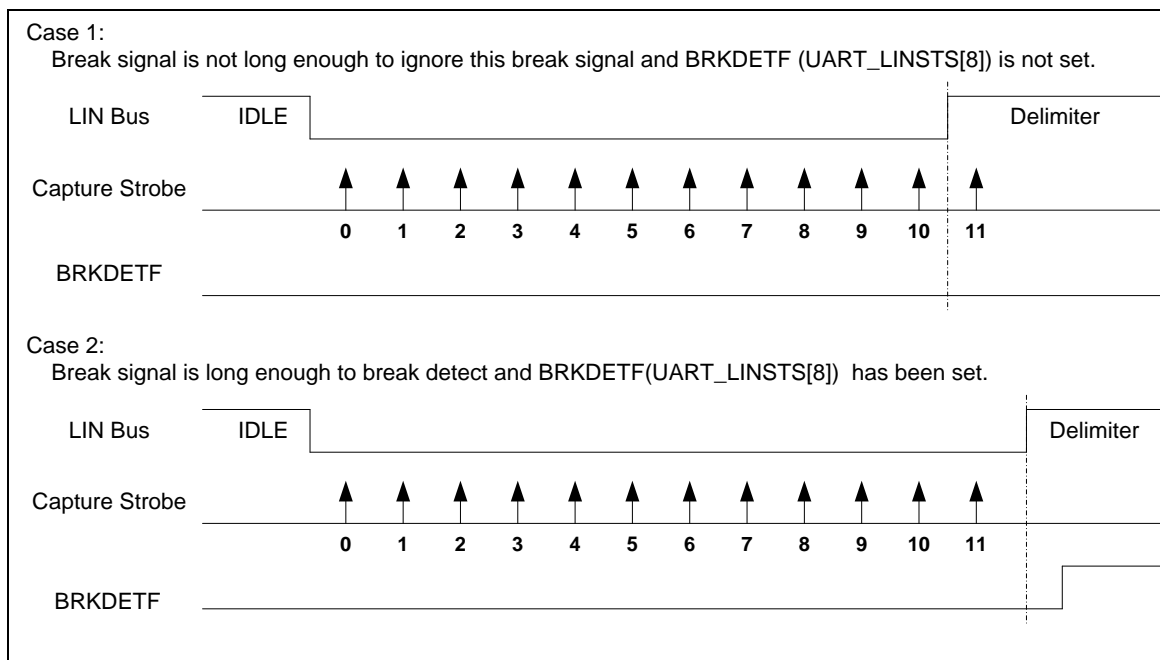 Case 1:
Break signal is not long enough to ignore this break signal and BRKDETF (UART_LINSTS[8]) is not set.
LIN Bus IDLE Delimiter
Capture Strobe
0 1 2 3 4 5 6 7 8 9 10 11
BRKDETF
Case 2:
Break signal is long enough to break detect and BRKDETF(UART_LINSTS[8]) has been set.
LIN Bus IDLE Delimiter
Capture Strobe
0 1 2 3 4 5 6 7 8 9 10 11
BRKDETF